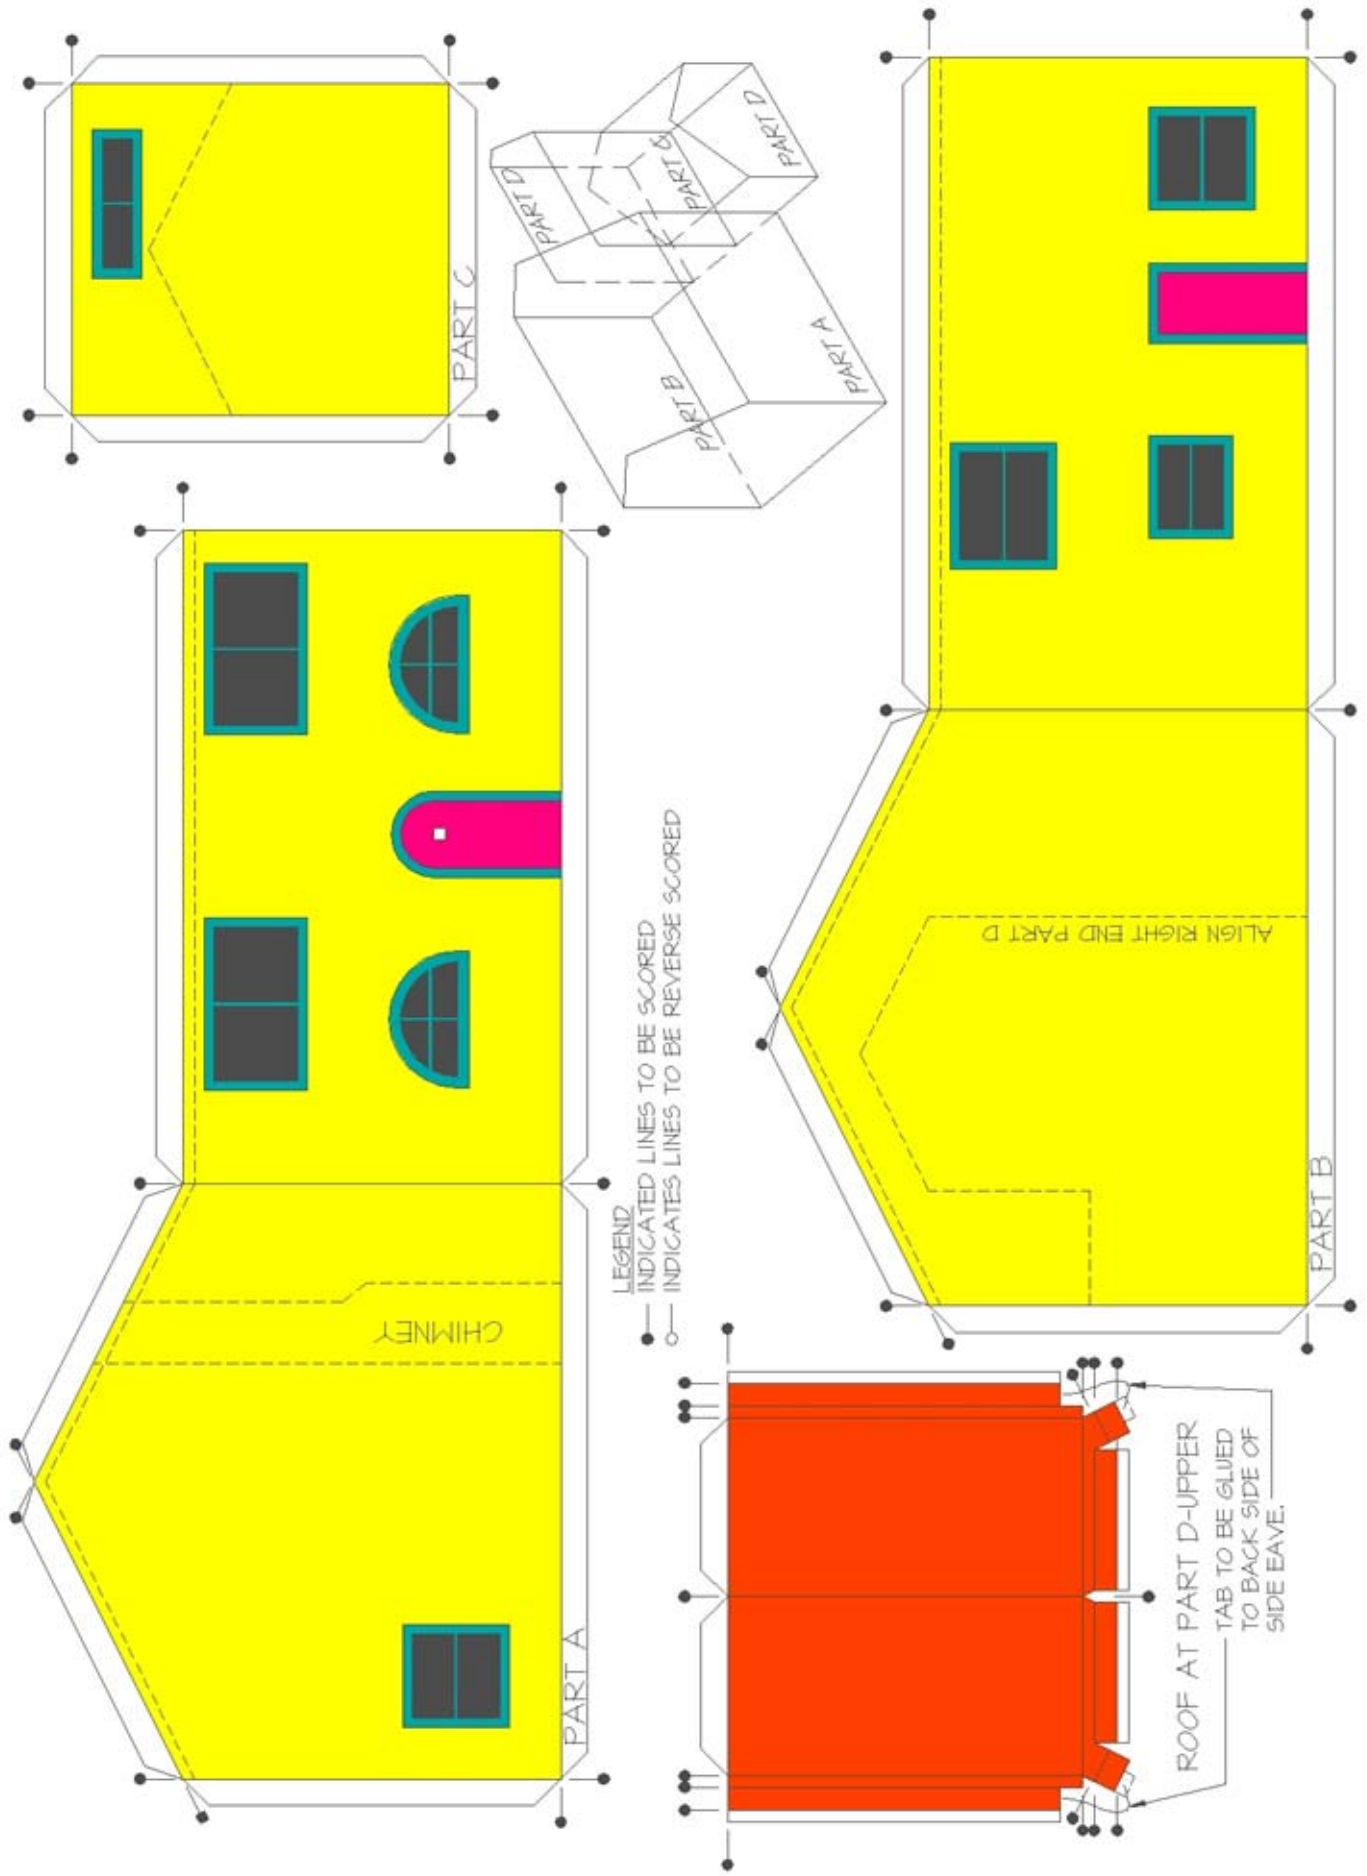 PART C
PART D
PART C
PART D
PART B
PART A
CHIMNEY
PART A
LEGEND
INDICATED LINES TO BE SCORED
INDICATES LINES TO BE REVERSE SCORED
ALIGN RIGHT END PART D
PART B
ROOF AT PART D-UPPER
TAB TO BE GLUED
TO BACK SIDE OF
SIDE EAVE.